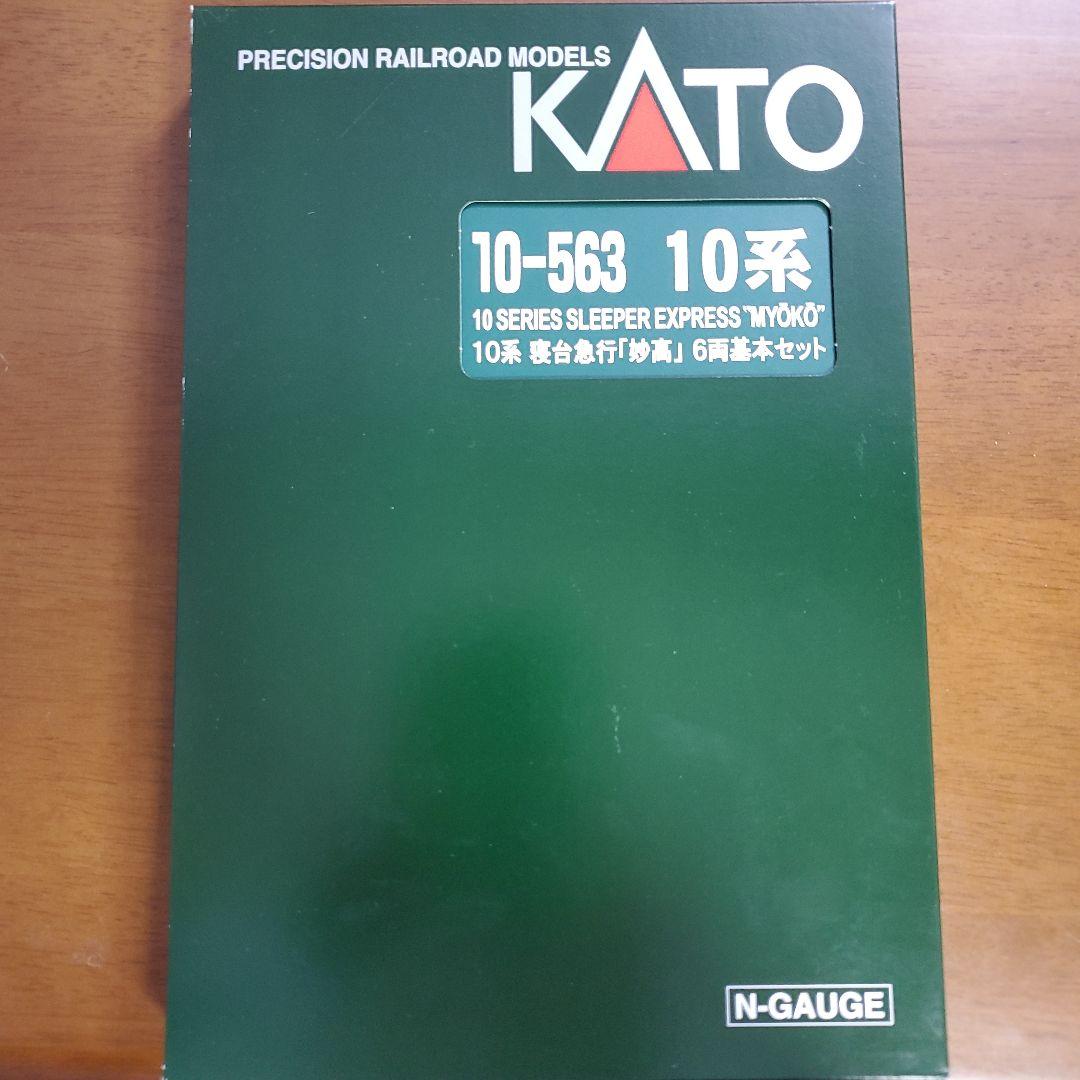 PRECISION RAILROAD MODELS
KATO
10-563 10系
10 SERIES SLEEPER EXPRESS "MYŌKŌ"
10系 寝台急行「妙高」 6両基本セット
N-GAUGE